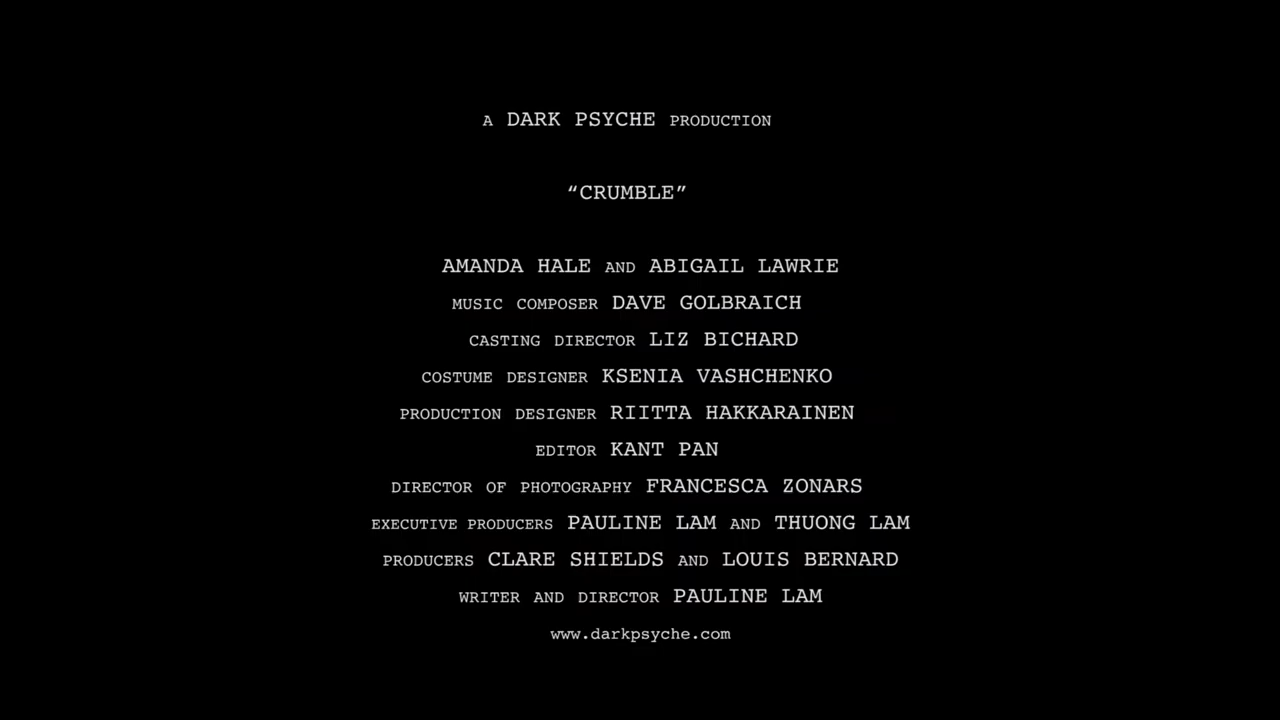 A DARK PSYCHE PRODUCTION
“CRUMBLE”
AMANDA HALE AND ABIGAIL LAWRIE
MUSIC COMPOSER DAVE GOLBRAICH
CASTING DIRECTOR LIZ BICHARD
COSTUME DESIGNER KSENIA VASHCHENKO
PRODUCTION DESIGNER RIITTA HAKKARAINEN
EDITOR KANT PAN
DIRECTOR OF PHOTOGRAPHY FRANCESCA ZONARS
EXECUTIVE PRODUCERS PAULINE LAM AND THUONG LAM
PRODUCERS CLARE SHIELDS AND LOUIS BERNARD
WRITER AND DIRECTOR PAULINE LAM
www.darkpsyche.com